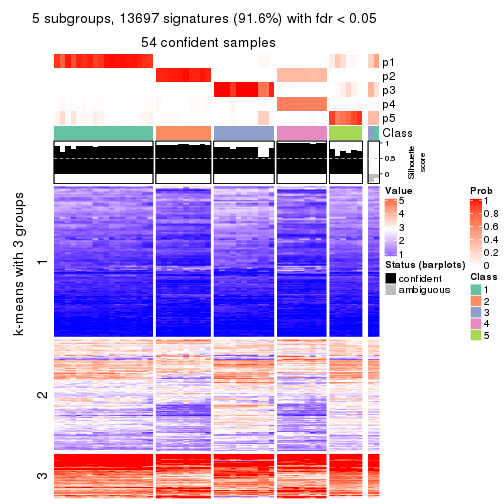 5 subgroups, 13697 signatures (91.6%) with fdr < 0.05
54 confident samples
p1
p2
p3
p4
p5
Class
1
0.5
0
Silhouette
score
k-means with 3 groups
1
2
3
Value
5
4
3
2
1
Status (barplots)
confident
ambiguous
Prob
1
0.8
0.6
0.4
0.2
0
Class
1
2
3
4
5